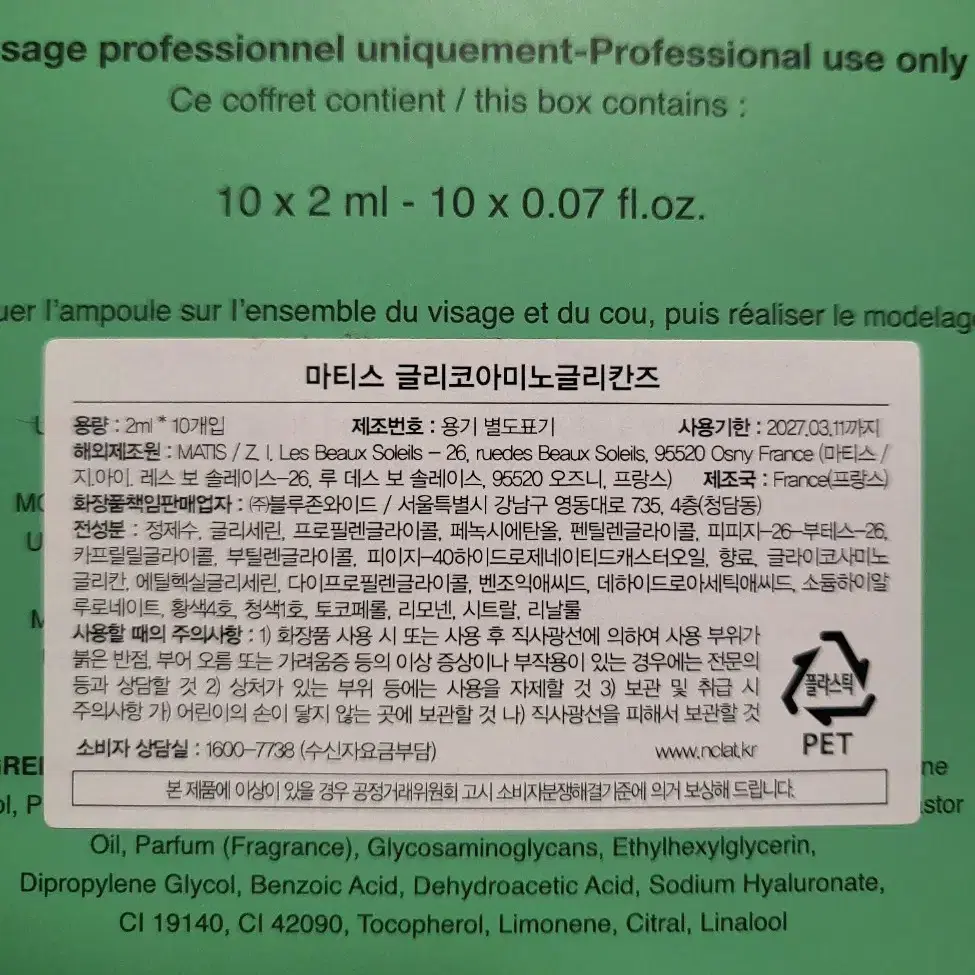 sage professionnel uniquement-Professional use only
Ce coffret contient / this box contains :
10 x 2 ml - 10 x 0.07 fl.oz.
uer l'ampoule sur l'ensemble du visage et du cou, puis réaliser le modelage
마티스 글리코아미노글리칸즈
용량 : 2ml * 10개입 제조번호 : 용기 별도표기 사용기한 : 2027.03.11까지
해외제조원 : MATIS / Z. I. Les Beaux Soleils - 26, ruedes Beaux Soleils, 95520 Osny France (마티스 /
지.아이. 레스 보 솔레이스-26, 루 데스 보 솔레이스, 95520 오즈니, 프랑스) 제조국 : France(프랑스)
화장품책임판매업자 : ㈜블루존와이드 / 서울특별시 강남구 영동대로 735, 4층(청담동)
전성분 : 정제수, 글리세린, 프로필렌글라이콜, 페녹시에탄올, 펜틸렌글라이콜, 피피지-26-부테스-26,
카프릴릴글라이콜, 부틸렌글라이콜, 피이지-40하이드로제네이티드캐스터오일, 향료, 글라이코사미노
글리칸, 에틸헥실글리세린, 다이프로필렌글라이콜, 벤조익애씨드, 데하이드로아세틱애씨드, 소듐하이알
루로네이트, 황색4호, 청색1호, 토코페롤, 리모넨, 시트랄, 리날룰
사용할 때의 주의사항 : 1) 화장품 사용 시 또는 사용 후 직사광선에 의하여 사용 부위가
붉은 반점, 부어 오름 또는 가려움증 등의 이상 증상이나 부작용이 있는 경우에는 전문의
등과 상담할 것 2) 상처가 있는 부위 등에는 사용을 자제할 것 3) 보관 및 취급 시
주의사항 가) 어린이의 손이 닿지 않는 곳에 보관할 것 나) 직사광선을 피해서 보관할 것
플라스틱
PET
소비자 상담실 : 1600-7738 (수신자요금부담) www.nclat.kr
본 제품에 이상이 있을 경우 공정거래위원회 고시 소비자분쟁해결기준에 의거 보상해 드립니다.
Oil, Parfum (Fragrance), Glycosaminoglycans, Ethylhexylglycerin,
Dipropylene Glycol, Benzoic Acid, Dehydroacetic Acid, Sodium Hyaluronate,
CI 19140, CI 42090, Tocopherol, Limonene, Citral, Linalool